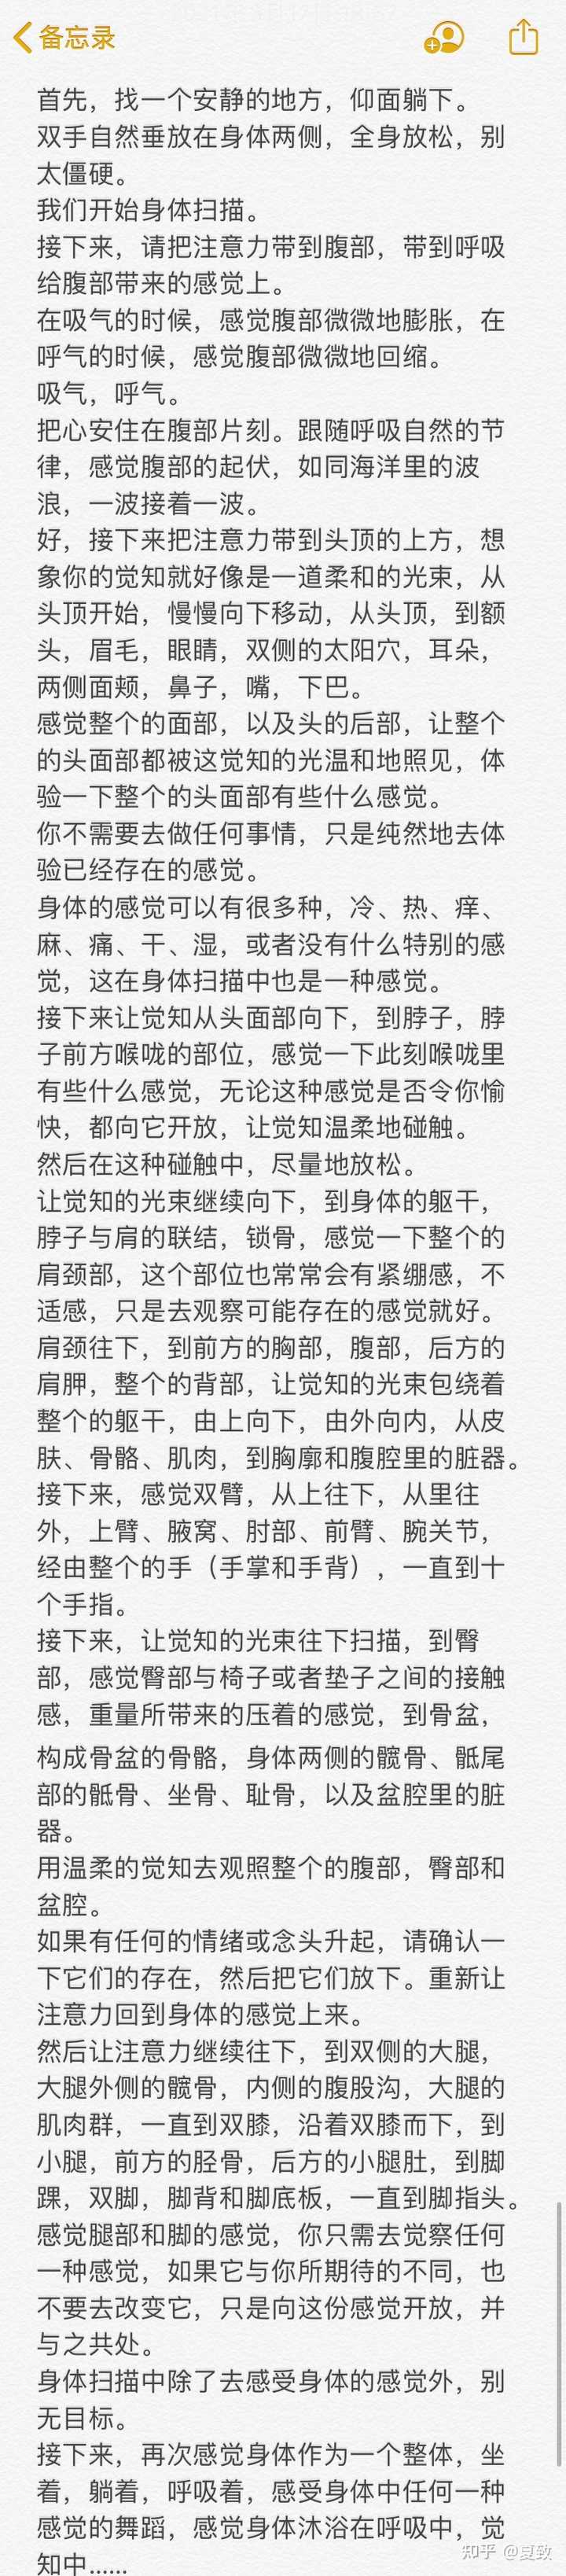 备忘录
首先，找一个安静的地方，仰面躺下。
双手自然垂放在身体两侧，全身放松，别
太僵硬。
我们开始身体扫描。
接下来，请把注意力带到腹部，带到呼吸
给腹部带来的感觉上。
在吸气的时候，感觉腹部微微地膨胀，在
呼气的时候，感觉腹部微微地回缩。
吸气，呼气。
把心安住在腹部片刻。跟随呼吸自然的节
律，感觉腹部的起伏，如同海洋里的波
浪，一波接着一波。
好，接下来把注意力带到头顶的上方，想
象你的觉知就好像是一道柔和的光束，从
头顶开始，慢慢向下移动，从头顶，到额
头，眉毛，眼睛，双侧的太阳穴，耳朵，
两侧面颊，鼻子，嘴，下巴。
感觉整个的面部，以及头的后部，让整个
的头面部都被这觉知的光温和地照见，体
验一下整个的头面部有些什么感觉。
你不需要去做任何事情，只是纯然地去体
验已经存在的感觉。
身体的感觉可以有很多种，冷、热、痒、
麻、痛、干、湿，或者没有什么特别的感
觉，这在身体扫描中也是一种感觉。
接下来让觉知从头面部向下，到脖子，脖
子前方喉咙的部位，感觉一下此刻喉咙里
有些什么感觉，无论这种感觉是否令你愉
快，都向它开放，让觉知温柔地碰触。
然后在这种碰触中，尽量地放松。
让觉知的光束继续向下，到身体的躯干，
脖子与肩的联结，锁骨，感觉一下整个的
肩颈部，这个部位也常常会有紧绷感，不
适感，只是去观察可能存在的感觉就好。
肩颈往下，到前方的胸部，腹部，后方的
肩胛，整个的背部，让觉知的光束包绕着
整个的躯干，由上向下，由外向内，从皮
肤、骨骼、肌肉，到胸廓和腹腔里的脏器。
接下来，感觉双臂，从上往下，从里往
外，上臂、腋窝、肘部、前臂、腕关节，
经由整个的手（手掌和手背），一直到十
个手指。
接下来，让觉知的光束往下扫描，到臀
部，感觉臀部与椅子或者垫子之间的接触
感，重量所带来的压着的感觉，到骨盆，
构成骨盆的骨骼，身体两侧的髋骨、骶尾
部的骶骨、坐骨、耻骨，以及盆腔里的脏
器。
用温柔的觉知去观照整个的腹部，臀部和
盆腔。
如果有任何的情绪或念头升起，请确认一
下它们的存在，然后把它们放下。重新让
注意力回到身体的感觉上来。
然后让注意力继续往下，到双侧的大腿，
大腿外侧的髋骨，内侧的腹股沟，大腿的
肌肉群，一直到双膝，沿着双膝而下，到
小腿，前方的胫骨，后方的小腿肚，到脚
踝，双脚，脚背和脚底板，一直到脚指头。
感觉腿部和脚的感觉，你只需去觉察任何
一种感觉，如果它与你所期待的不同，也
不要去改变它，只是向这份感觉开放，并
与之共处。
身体扫描中除了去感受身体的感觉外，别
无目标。
接下来，再次感觉身体作为一个整体，坐
着，躺着，呼吸着，感受身体中任何一种
感觉的舞蹈，感觉身体沐浴在呼吸中，觉
知中......
知乎 @夏致